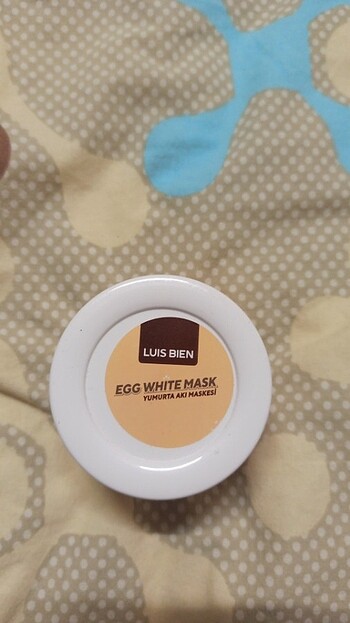 LUIS BIEN
EGG WHITE MASK
YUMURTA AKI MASKESİ